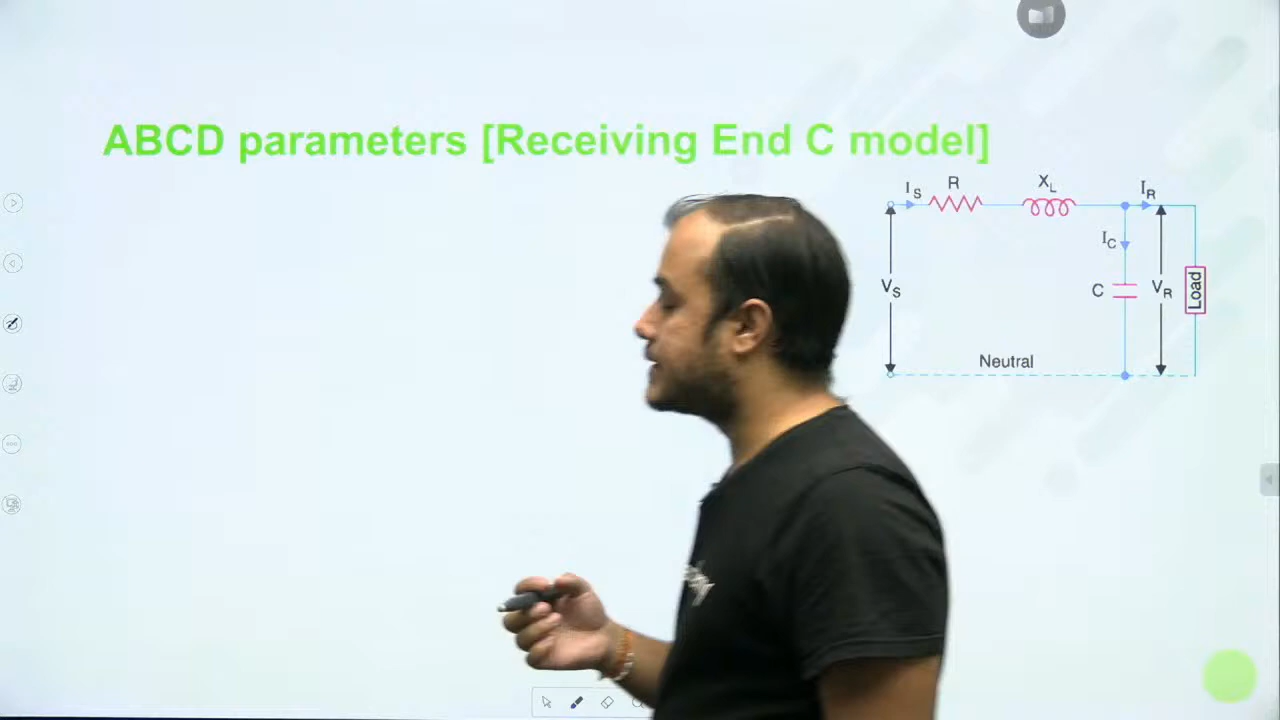 ABCD parameters [Receiving End C model]
I_S R X_L I_R
I_C
V_S C V_R Load
Neutral